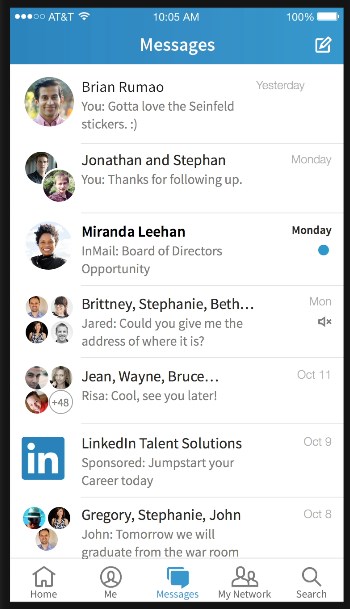 AT&T 10:05 AM 100%
Messages
Brian Rumao Yesterday
You: Gotta love the Seinfeld
stickers. :)
Jonathan and Stephan Monday
You: Thanks for following up.
Miranda Leehan Monday
InMail: Board of Directors
Opportunity
Brittney, Stephanie, Beth... Mon
Jared: Could you give me the
address of where it is?
Jean, Wayne, Bruce... Oct 11
Risa: Cool, see you later!
+48
in
LinkedIn Talent Solutions Oct 9
Sponsored: Jumpstart your
Career today
Gregory, Stephanie, John Oct 8
John: Tomorrow we will
graduate from the war room
Home Me Messages My Network Search